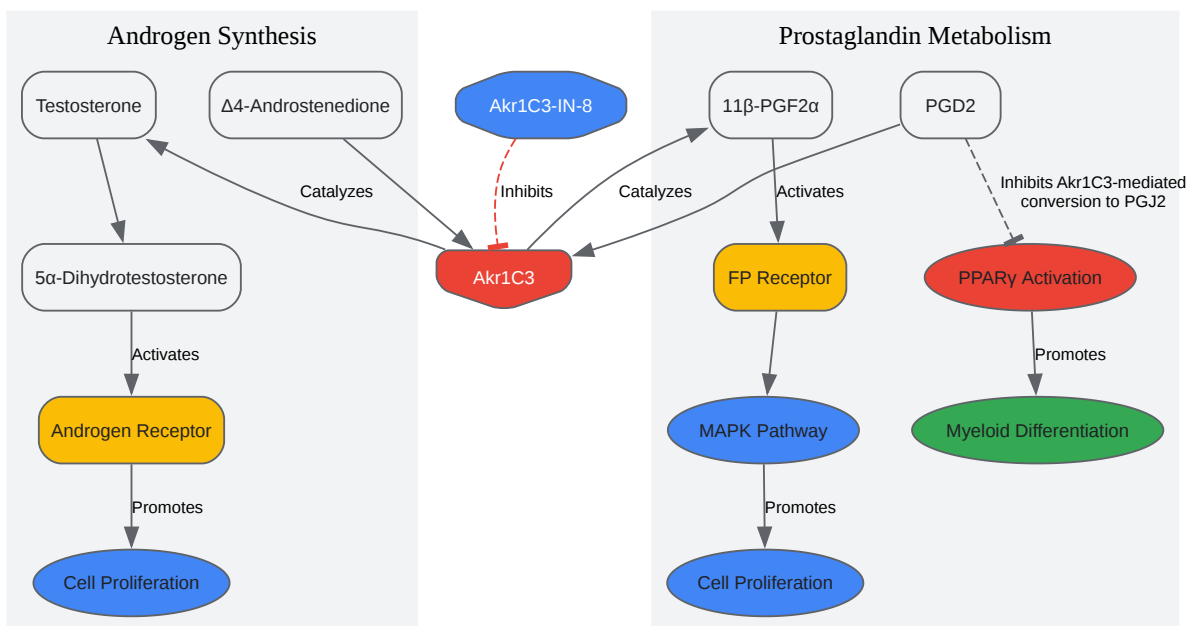 Androgen Synthesis
Prostaglandin Metabolism
Testosterone
Δ4-Androstenedione
Akr1C3-IN-8
11β-PGF2α
PGD2
Catalyzes
Inhibits
Catalyzes
Activates
Inhibits Akr1C3-mediated
conversion to PGJ2
5α-Dihydrotestosterone
Akr1C3
FP Receptor
PPARγ Activation
Activates
Promotes
Androgen Receptor
MAPK Pathway
Myeloid Differentiation
Promotes
Promotes
Cell Proliferation
Cell Proliferation